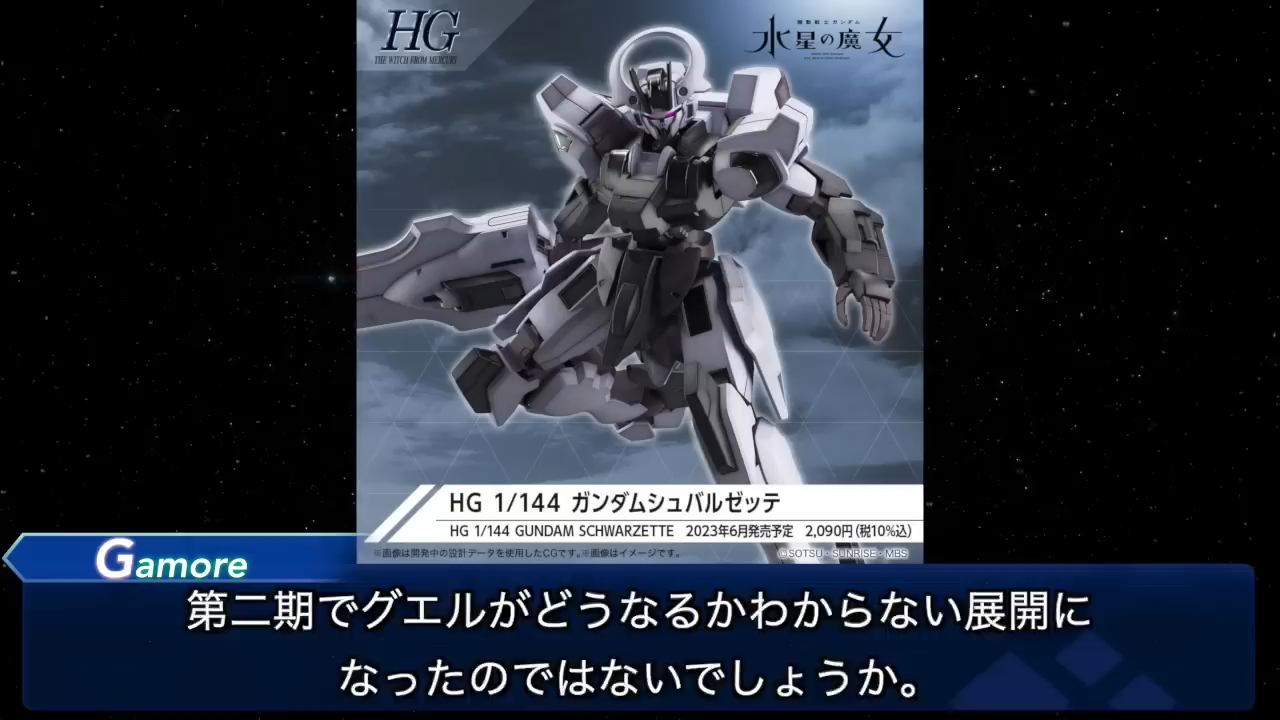 HG
THE WITCH FROM MERCURY
機動戦士ガンダム
水星の魔女
HG 1/144 ガンダムシュバルゼッテ
HG 1/144 GUNDAM SCHWARZETTE 2023年6月発売予定 2,090円(税10%込)
※画像は開発中の設計データを使用したCGです。※画像はイメージです。
©SOTSU・SUNRISE・MBS
Gamore
第二期でグエルがどうなるかわからない展開に
なったのではないでしょうか。